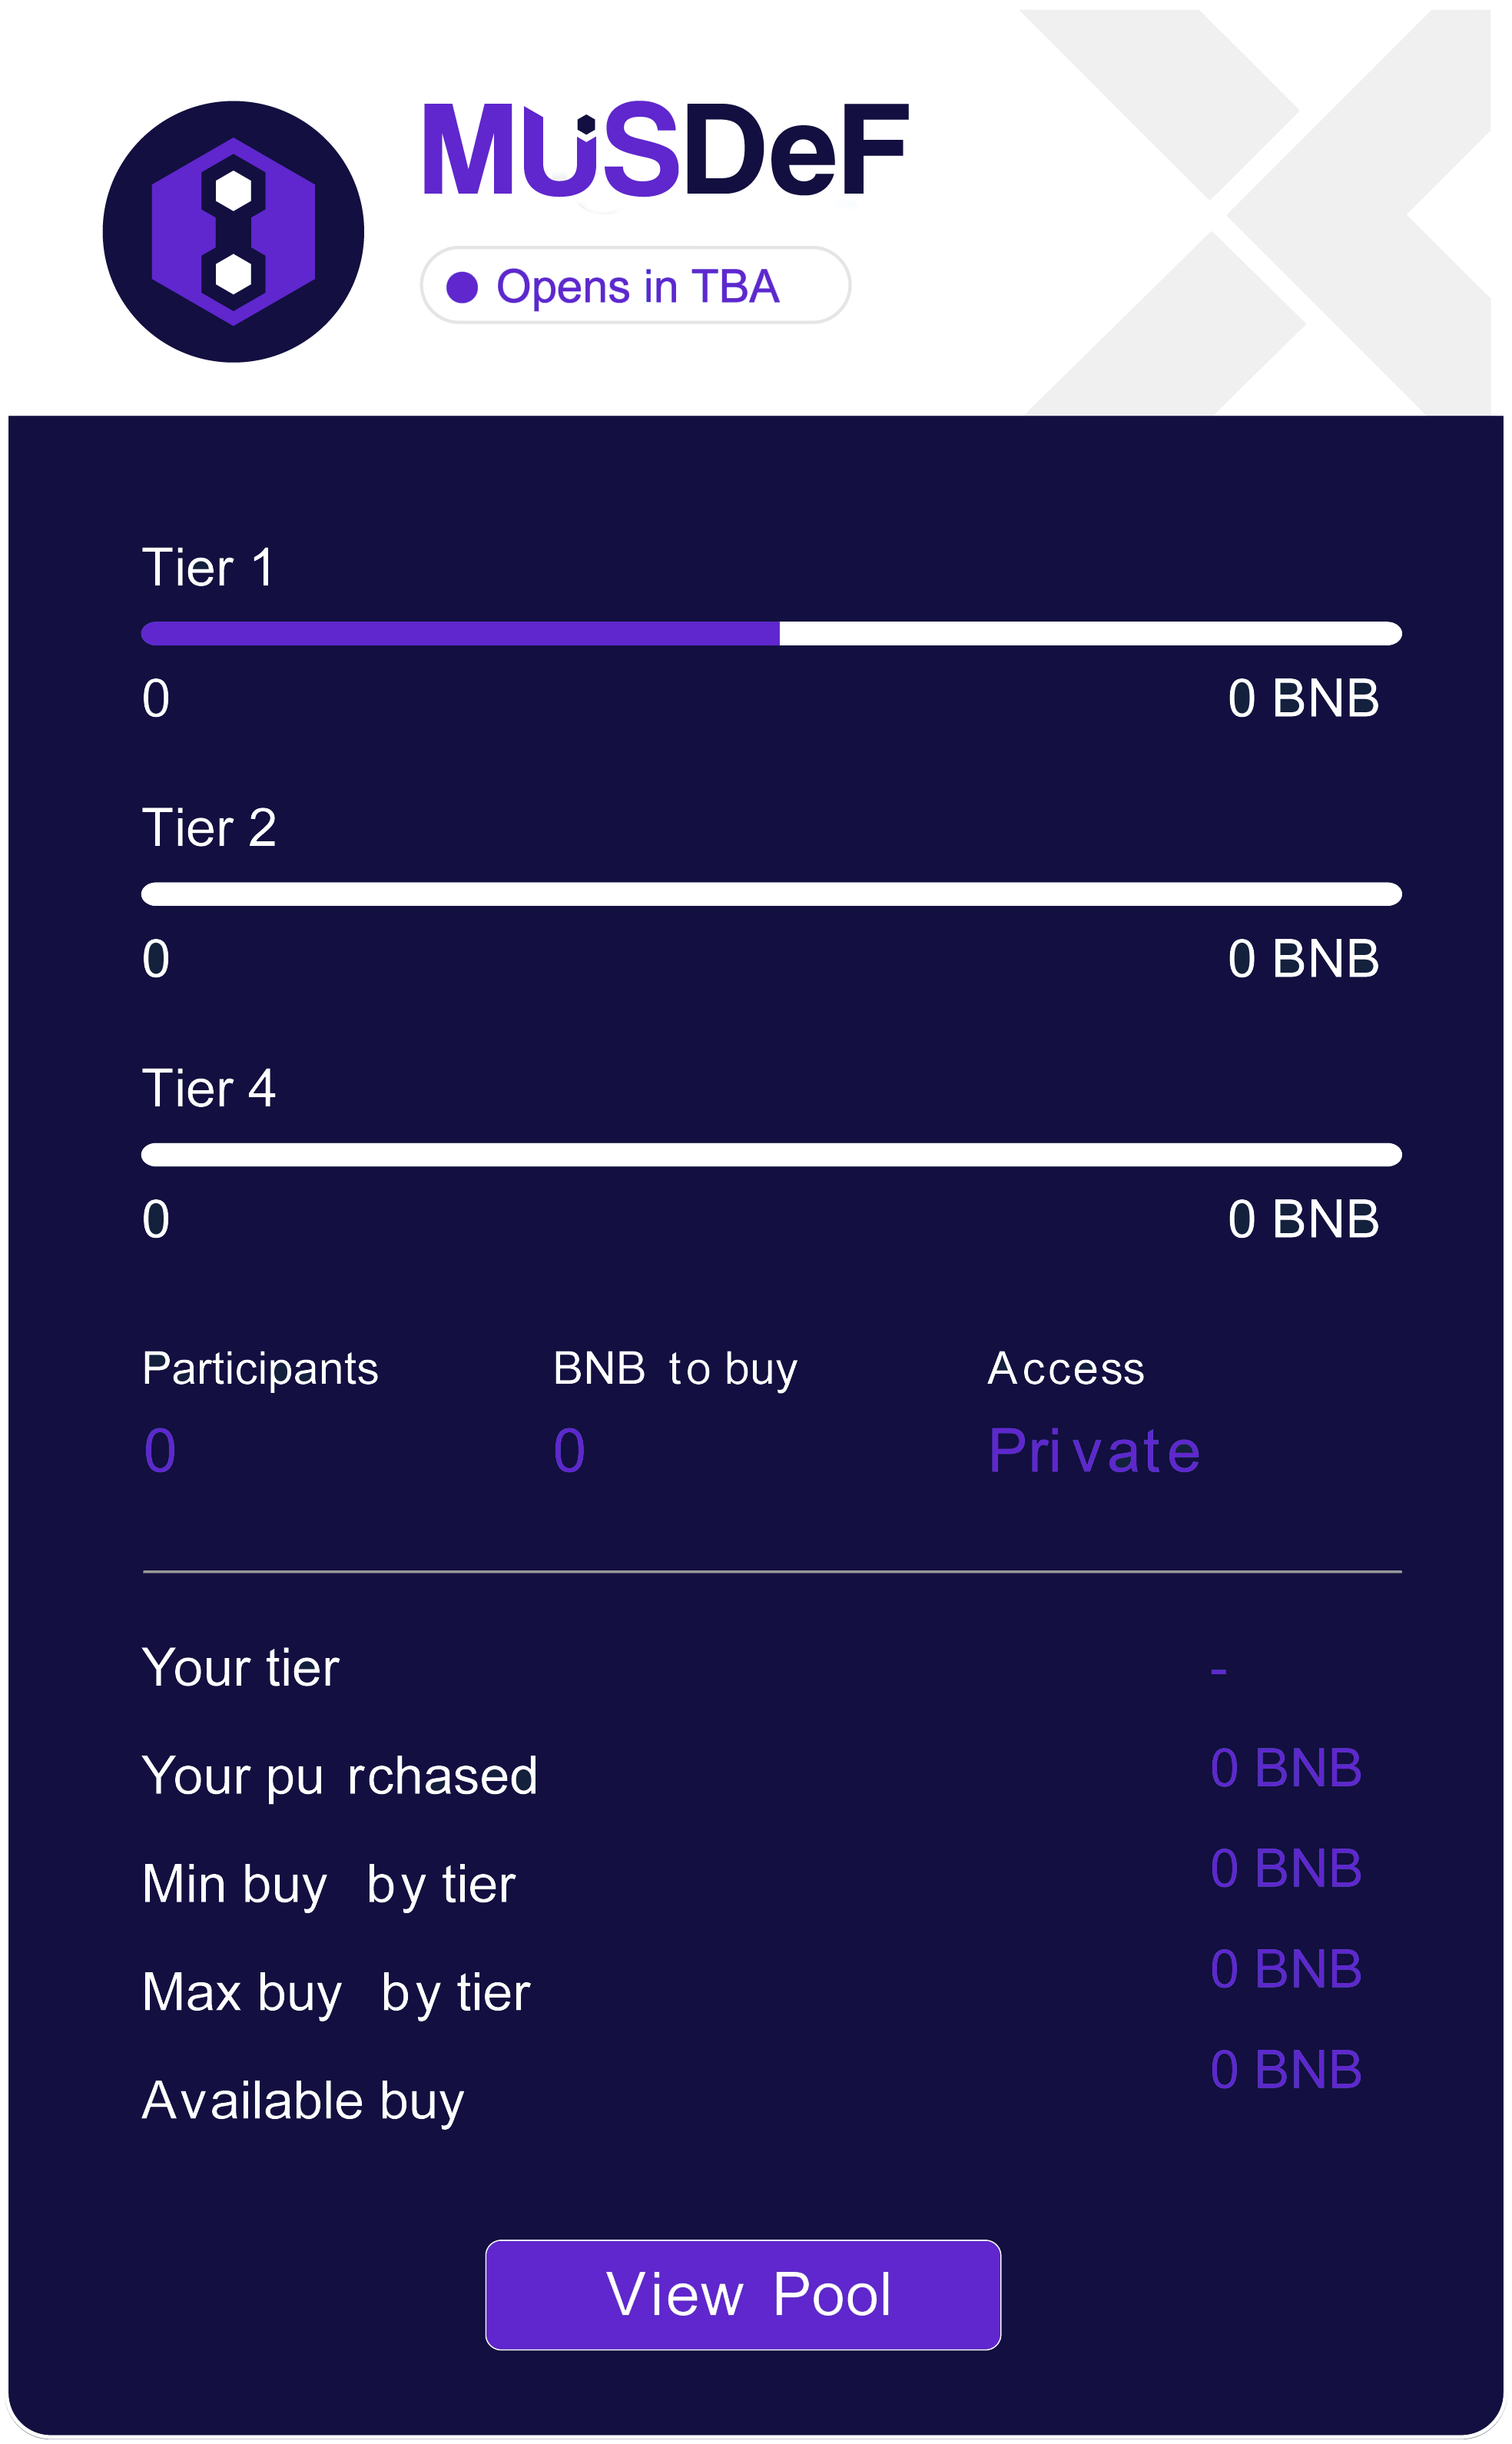 MUSDeF
Opens in TBA
Tier 1
0 0 BNB
Tier 2
0 0 BNB
Tier 4
0 0 BNB
Participants BNB to buy Access
0 0 Private
Your tier -
Your pu rchased 0 BNB
Min buy by tier 0 BNB
Max buy by tier 0 BNB
Available buy 0 BNB
View Pool